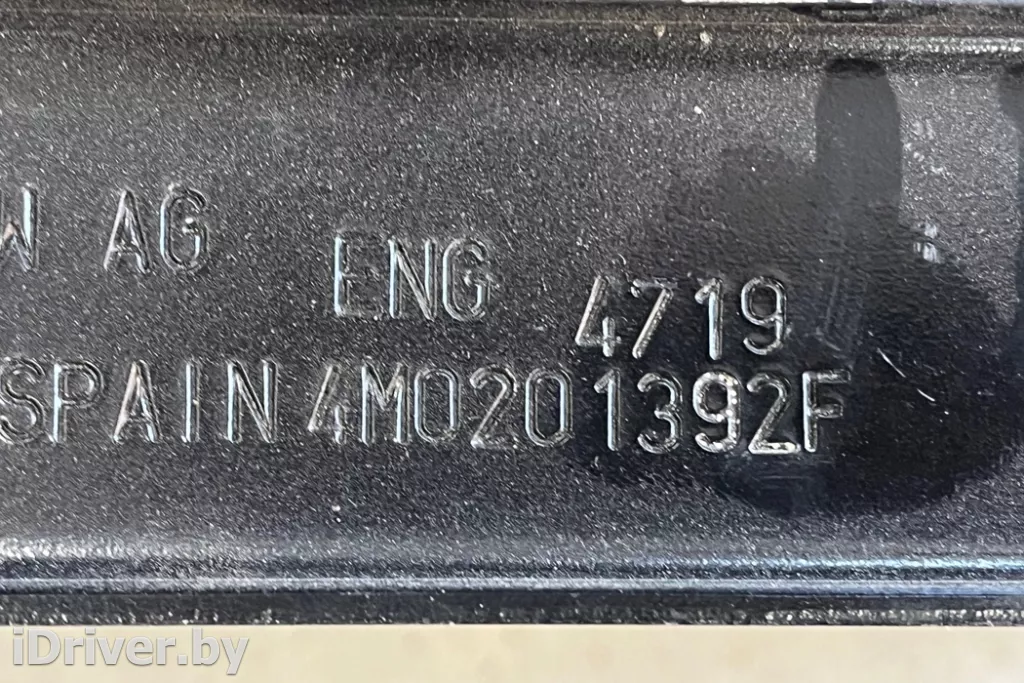 W AG
ENG
4719
SPAIN 4M0201392F
iDriver.by